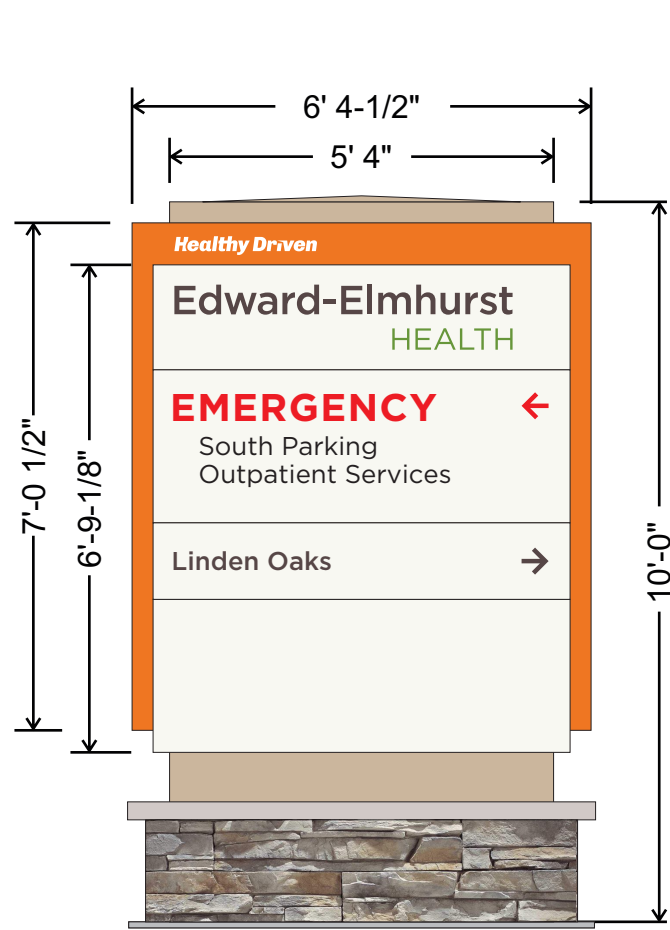 6' 4-1/2"
5' 4"
Healthy Driven
Edward-Elmhurst
HEALTH
EMERGENCY ←
South Parking
Outpatient Services
Linden Oaks →
7'-0 1/2"
6'-9-1/8"
10'-0"